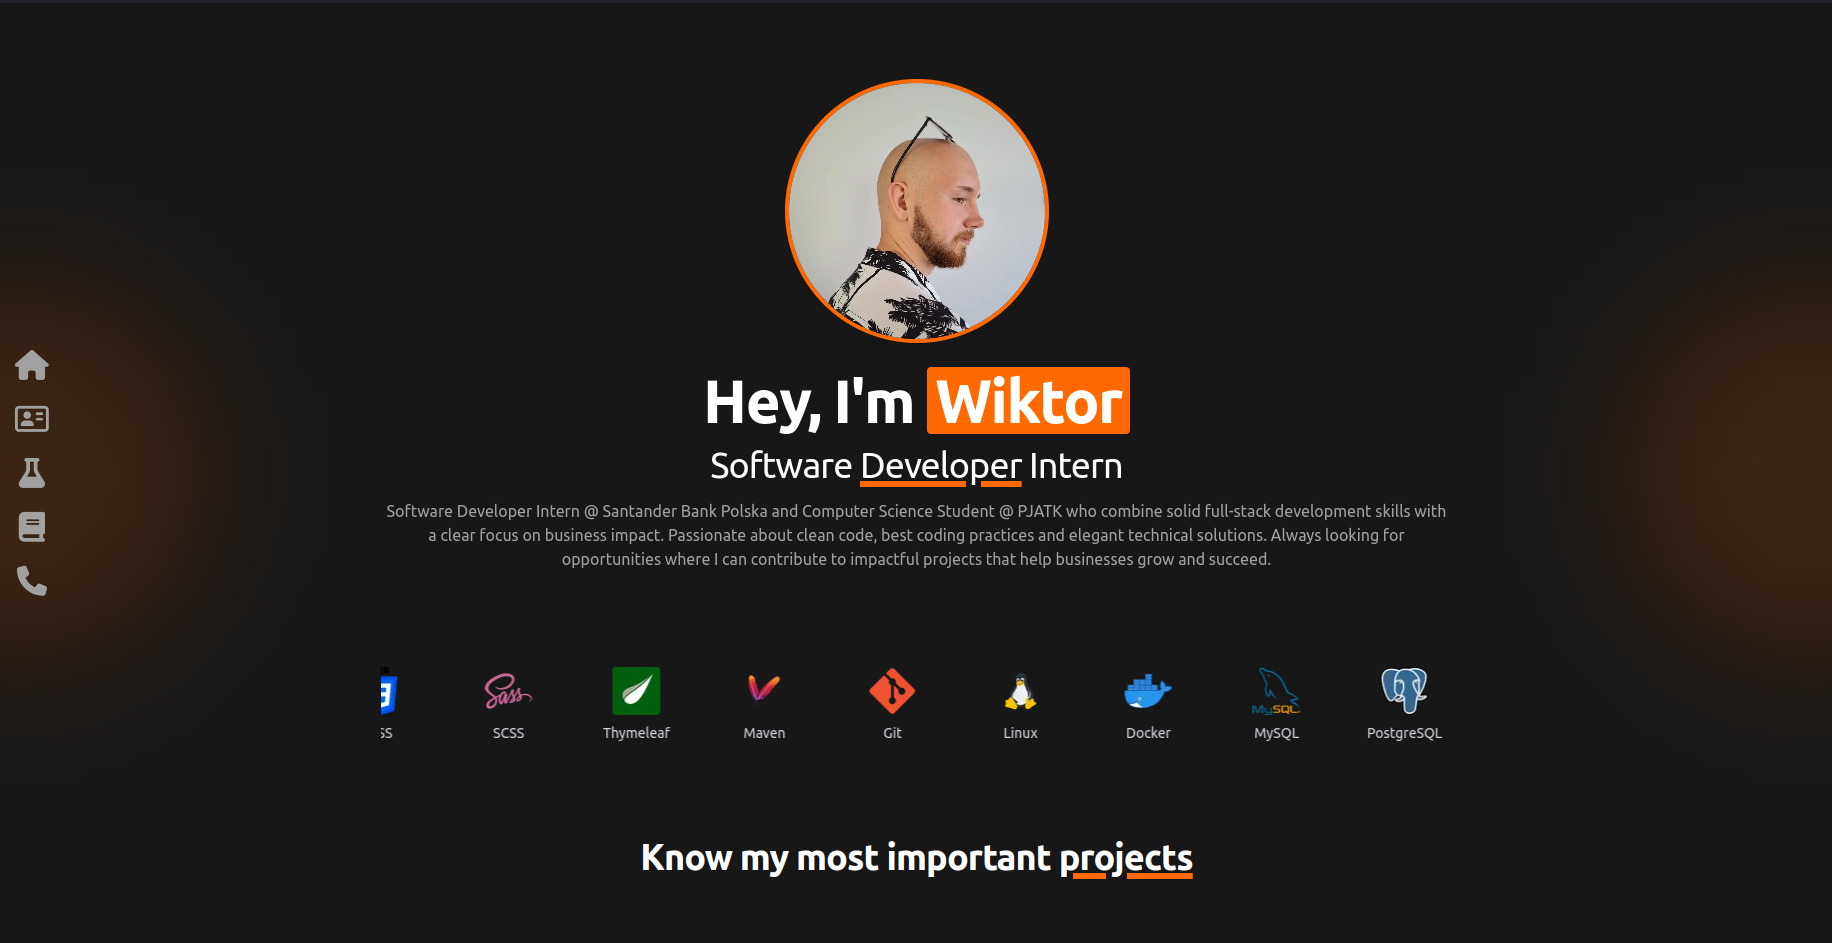 Hey, I'm Wiktor
Software Developer Intern
Software Developer Intern @ Santander Bank Polska and Computer Science Student @ PJATK who combine solid full-stack development skills with
a clear focus on business impact. Passionate about clean code, best coding practices and elegant technical solutions. Always looking for
opportunities where I can contribute to impactful projects that help businesses grow and succeed.
Sass
MySQL
SS SCSS Thymeleaf Maven Git Linux Docker MySQL PostgreSQL
Know my most important projects